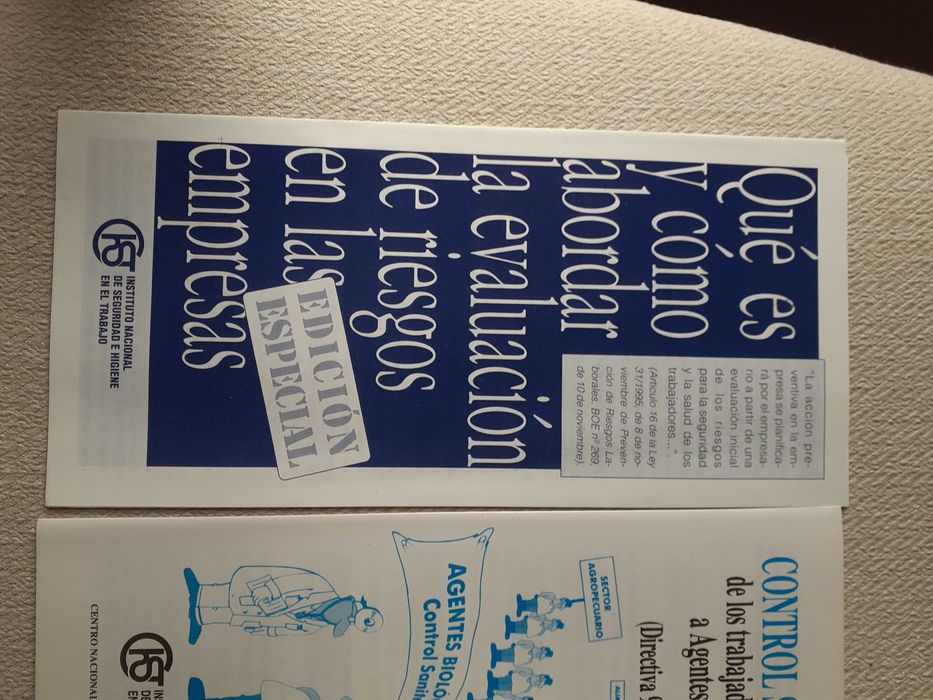 Qué es
y cómo
abordar
la evaluación
de riesgos
en las
empresas
"La acción pre-
ventiva en la em-
presa se planifica-
rá por el empresa-
rio a partir de una
evaluación inicial
de los riesgos
para la seguridad
y la salud de los
trabajadores...."
(Artículo 16 de la Ley
31/1995, de 8 de no-
viembre de Preven-
ción de Riesgos La-
borales. BOE nº 269,
de 10 de noviembre).
EDICIÓN
ESPECIAL
INSTITUTO NACIONAL
DE SEGURIDAD E HIGIENE
EN EL TRABAJO
CONTROL
de los trabajad
a Agentes
(Directiva
SECTOR
AGROPECUARIO
AGENTES BIOLÓ
Control Sani
CENTRO NACIONAL